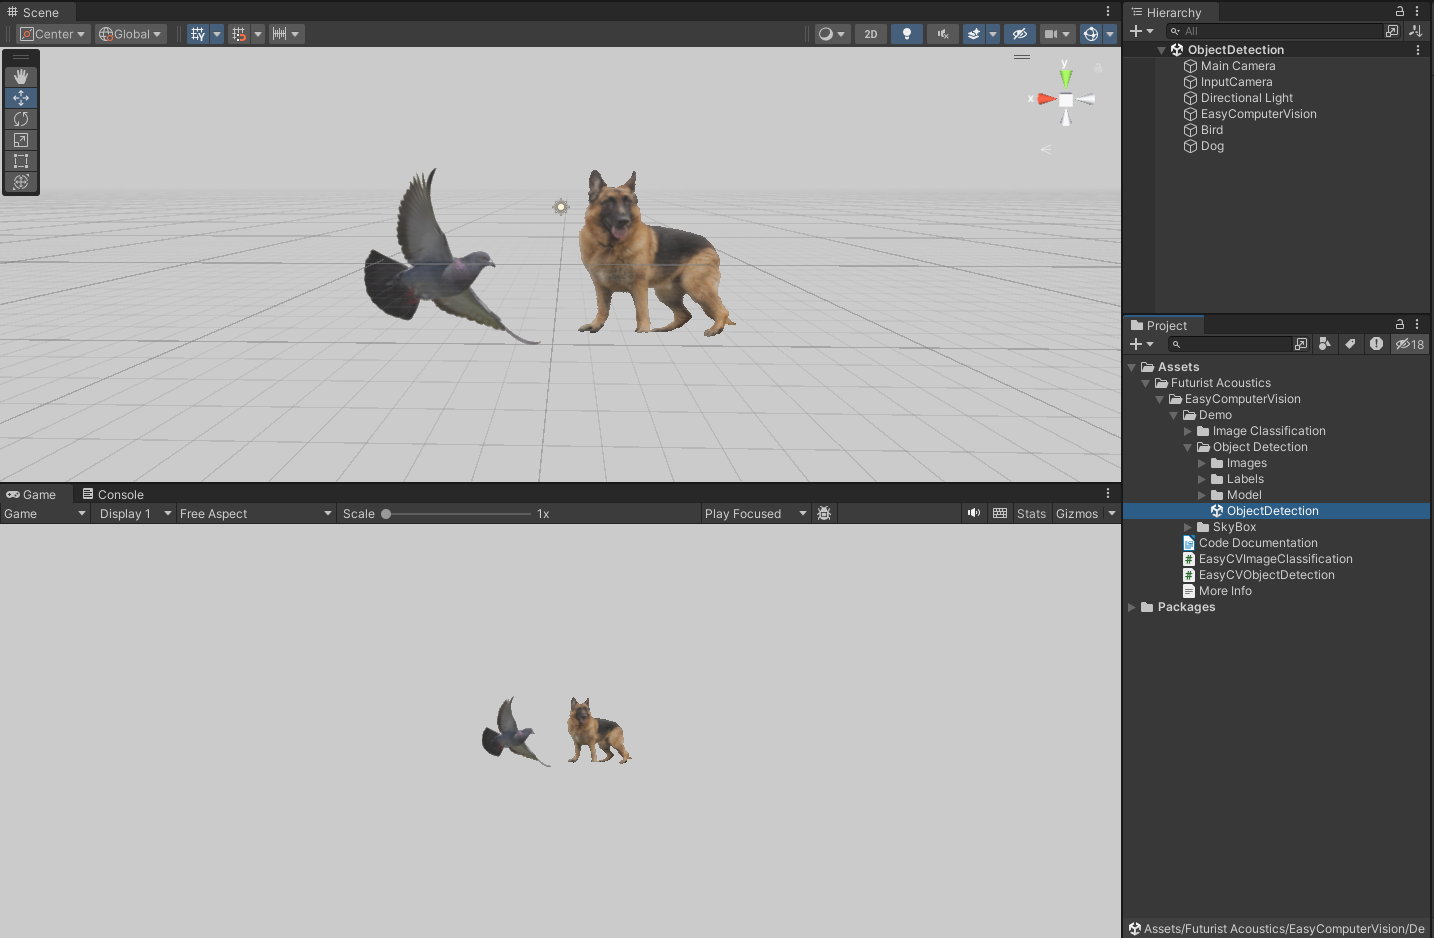 Scene
Center Global 2D
y
x
Hierarchy
All
ObjectDetection
Main Camera
InputCamera
Directional Light
EasyComputerVision
Bird
Dog
Project
18
Assets
Futurist Acoustics
EasyComputerVision
Demo
Image Classification
Object Detection
Images
Labels
Model
ObjectDetection
SkyBox
Code Documentation
EasyCVImageClassification
EasyCVObjectDetection
More Info
Packages
Game Console
Game Display 1 Free Aspect Scale 1x Play Focused Stats Gizmos
Assets/Futurist Acoustics/EasyComputerVision/De